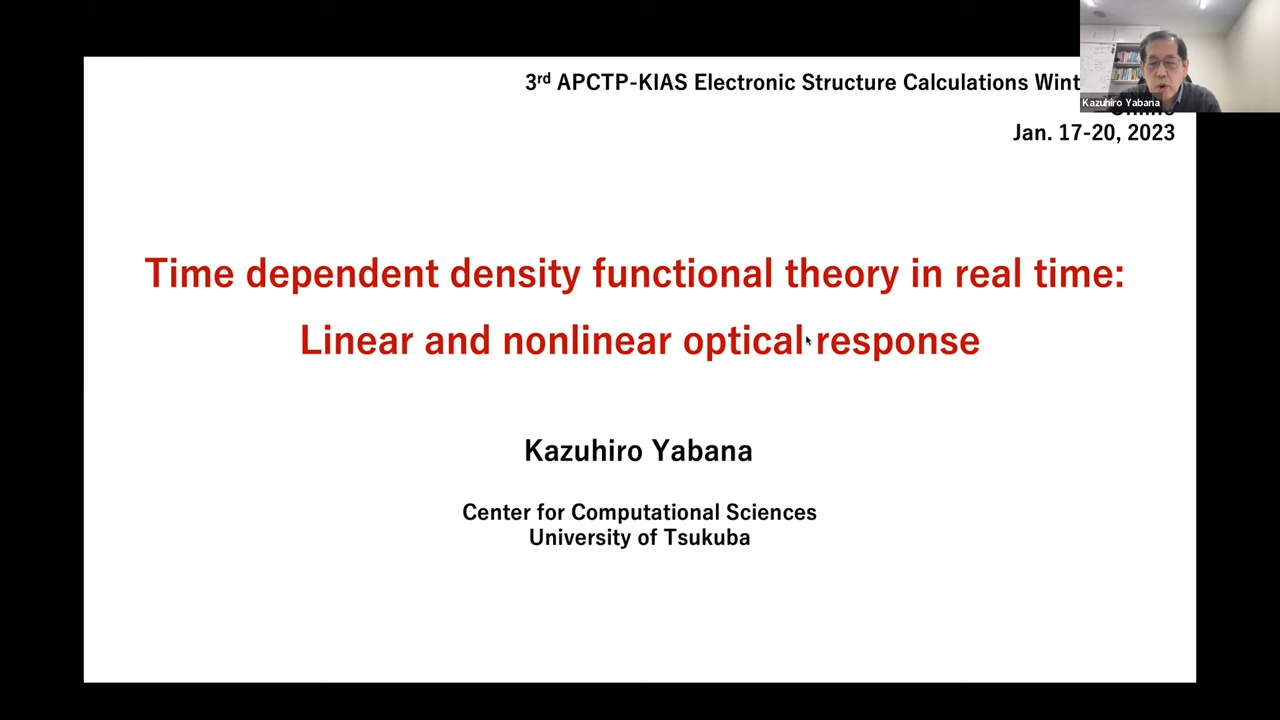 3rd APCTP-KIAS Electronic Structure Calculations
Kazuhiro Yabana
Jan. 17-20, 2023
Time dependent density functional theory in real time:
Linear and nonlinear optical response
Kazuhiro Yabana
Center for Computational Sciences
University of Tsukuba